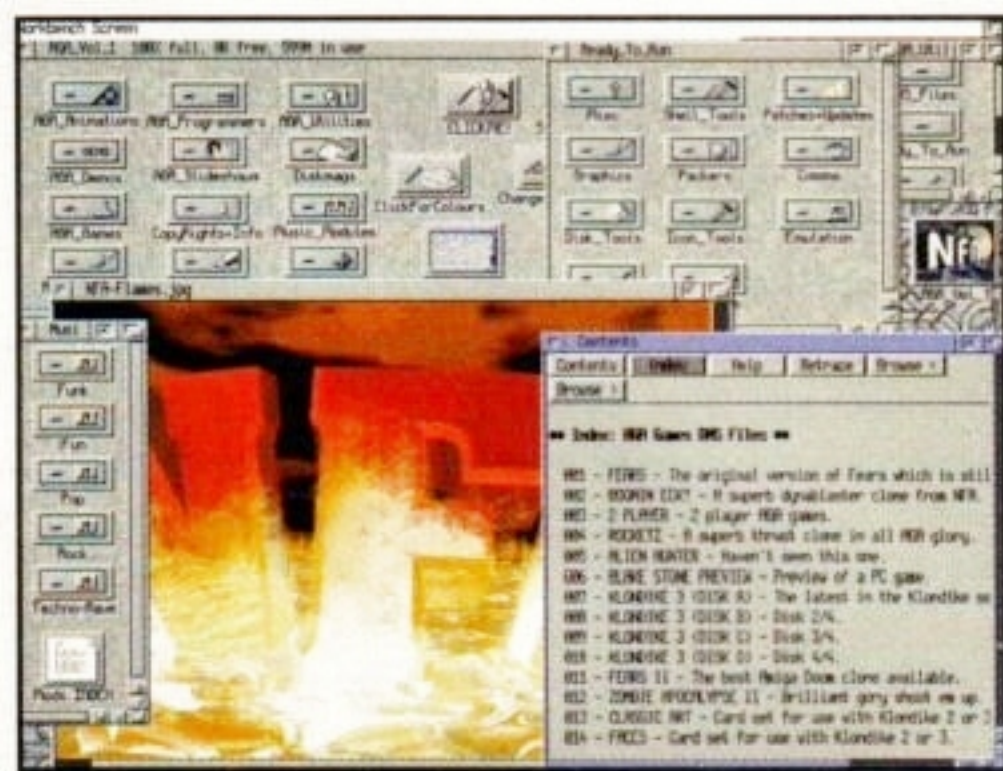 Workbench Screen
AGA_Vol.1 100% full, 0K free, 599M in use
Ready_To_Run
AGA_Animations AGA_Programmers AGA_Utilities
CLICKME!
Misc Shell_Tools Patches+Updates
AGA_Demos AGA_Slideshows Diskmags
ClickForColours Change
Graphics Packers Comms
AGA_Games CopyRights+Info Music_Modules
Disk_Tools Icon_Tools Emulation
NFA
NFA-Flames.jpg
Musi
Funk
Fun
Pop
Rock
Techno-Rave
Mods INDEX!
Contents
Contents Index Help Retrace Browse <
Browse >
** Index: AGA Games DMS Files **
001 - FEARS - The original version of Fears which is stil
002 - - A superb dynablaster clone from NFA.
003 - 2 PLAYER - 2 player AGA games.
004 - ROCKETZ - A superb thrust clone in all AGA glory.
005 - ALIEN HUNTER - Haven't seen this one.
006 - BLAKE STONE PREVIEW - Preview of a PC game
007 - KLONDIKE 3 (DISK A) - The latest in the Klondike se
008 - KLONDIKE 3 (DISK B) - Disk 2/4.
009 - KLONDIKE 3 (DISK C) - Disk 3/4.
010 - KLONDIKE 3 (DISK D) - Disk 4/4.
011 - FEARS II - The best Amiga Doom clone available.
012 - ZOMBIE APOCALYPSE II - Brilliant gory shoot em up
013 - CLASSIC ART - Card set for use with Klondike 2 or 3
014 - FACES - Card set for use with Klondike 2 or 3.